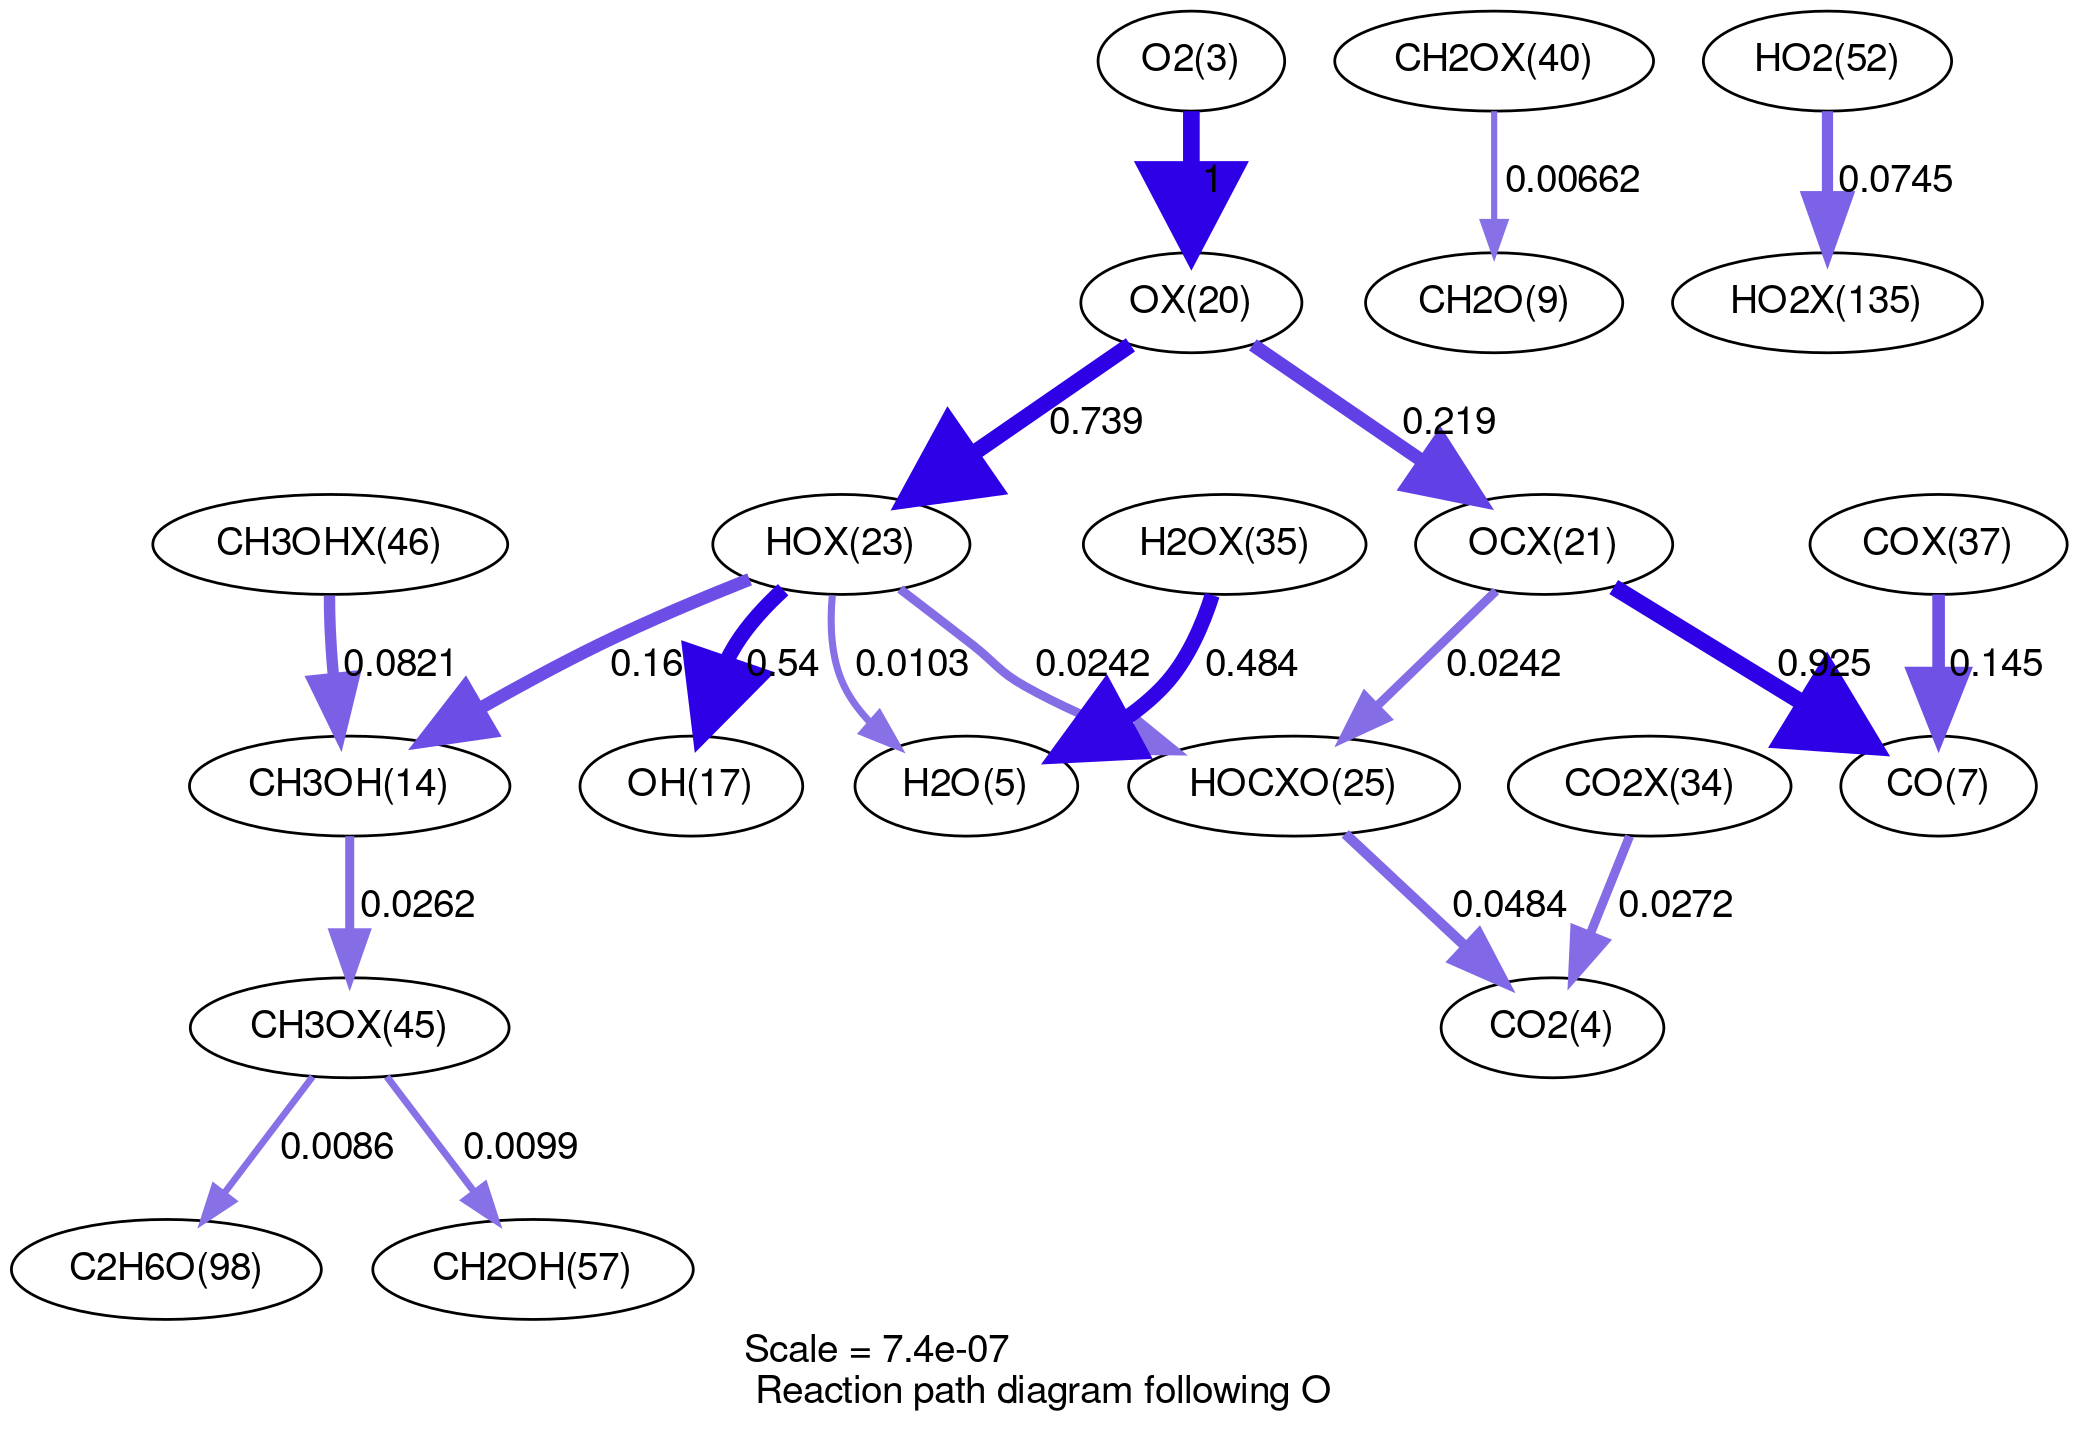 O2(3)
CH2OX(40)
HO2(52)
1
0.00662
0.0745
OX(20)
CH2O(9)
HO2X(135)
0.739
0.219
CH3OHX(46)
HOX(23)
H2OX(35)
OCX(21)
COX(37)
0.0821
0.16
0.54
0.0103
0.0242
0.484
0.0242
0.925
0.145
CH3OH(14)
OH(17)
H2O(5)
HOCXO(25)
CO2X(34)
CO(7)
0.0262
0.0484
0.0272
CH3OX(45)
CO2(4)
0.0086
0.0099
C2H6O(98)
CH2OH(57)
Scale = 7.4e-07
Reaction path diagram following O